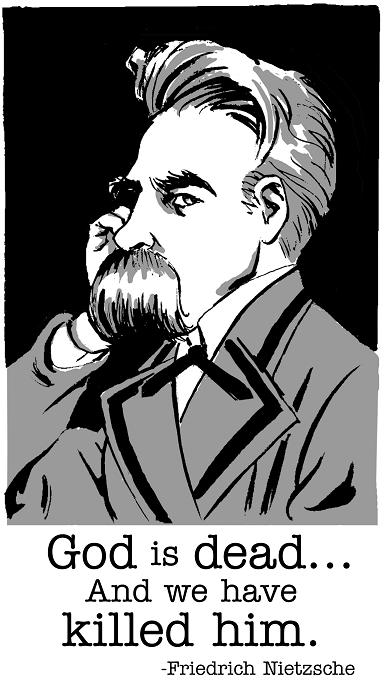 God is dead...
And we have
killed him.
-Friedrich Nietzsche